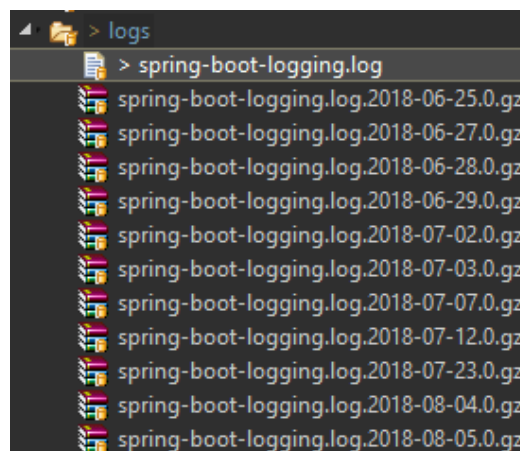 > logs
> spring-boot-logging.log
spring-boot-logging.log.2018-06-25.0.gz
spring-boot-logging.log.2018-06-27.0.gz
spring-boot-logging.log.2018-06-28.0.gz
spring-boot-logging.log.2018-06-29.0.gz
spring-boot-logging.log.2018-07-02.0.gz
spring-boot-logging.log.2018-07-03.0.gz
spring-boot-logging.log.2018-07-07.0.gz
spring-boot-logging.log.2018-07-12.0.gz
spring-boot-logging.log.2018-07-23.0.gz
spring-boot-logging.log.2018-08-04.0.gz
spring-boot-logging.log.2018-08-05.0.gz